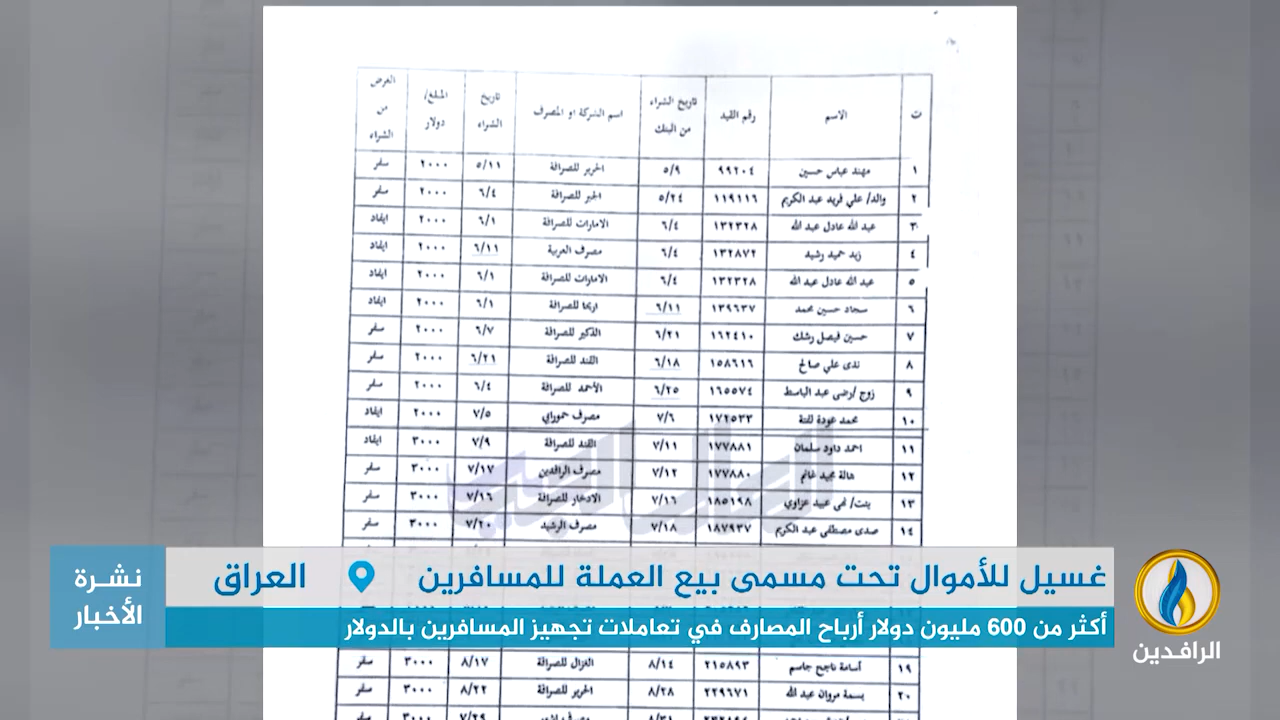 ت الاسم رقم القيد تاريخ الشراء من البنك اسم الشركة او المصرف تاريخ الشراء المبلغ/ دولار الغرض من الشراء
١ مهند عباس حسين ٩٩٢٠٤ ٥/٩ الحرير للصرافة ٥/١١ ٢٠٠٠ سفر
٢ والد/ علي فريد عبد الكريم ١١٩١١٦ ٥/٢٤ الحبر للصرافة ٦/٤ ٢٠٠٠ سفر
٣ عبد الله عادل عبد الله ١٣٢٣٢٨ ٦/٤ الامارات للصرافة ٦/١ ٢٠٠٠ ايفاد
٤ زيد حميد رشيد ١٣٢٨٧٢ ٦/٤ مصرف العربية ٦/١١ ٢٠٠٠ ايفاد
٥ عبد الله عادل عبد الله ١٣٢٣٢٨ ٦/٤ الامارات للصرافة ٦/١ ٢٠٠٠ ايفاد
٦ سجاد حسين محمد ١٣٩٦٣٧ ٦/١١ اريحا للصرافة ٦/١ ٢٠٠٠ ايفاد
٧ حسين فيصل رشك ١٦٢٤١٠ ٦/٢١ الذكير للصرافة ٦/٧ ٢٠٠٠ سفر
٨ ندى علي صالح ١٥٨٦١٦ ٦/١٨ القند للصرافة ٦/٢١ ٢٠٠٠ سفر
٩ زوج /رضى عبد الباسط ١٦٥٥٧٤ ٦/٢٥ الأحمد للصرافة ٦/٤ ٢٠٠٠ سفر
١٠ محمد عودة لفتة ١٧٢٥٣٣ ٧/٦ مصرف حمورابي ٧/٥ ٢٠٠٠ ايفاد
١١ احمد داود سلمان ١٧٧٨٨١ ٧/١١ القند للصرافة ٧/٩ ٣٠٠٠ ايفاد
١٢ هالة مجيد غانم ١٧٧٨٨٠ ٧/١٢ مصرف الرافدين ٧/١٧ ٣٠٠٠ سفر
١٣ بنت/ نهى عبيد عزاوي ١٨٥١٩٨ ٧/١٦ الادخار للصرافة ٧/١٦ ٣٠٠٠ سفر
١٤ صدى مصطفى عبد الكريم ١٨٧٩٣٧ ٧/١٨ مصرف الرشيد ٧/٢٠ ٣٠٠٠ سفر
غسيل للأموال تحت مسمى بيع العملة للمسافرين العراق
نشرة الأخبار
أكثر من 600 مليون دولار أرباح المصارف في تعاملات تجهيز المسافرين بالدولار
الرافدين
١٩ أسامة ناجح جاسم ٢١٥٨٩٣ ٨/١٤ الغزال للصرافة ٨/١٧ ٣٠٠٠ سفر
٢٠ بسمة مروان عبد الله ٢٢٩٦٧١ ٨/٢٨ الحرير للصرافة ٨/٢٢ ٣٠٠٠ سفر
٨/٣١ ٧/٢٩ ٣٠٠٠ سفر